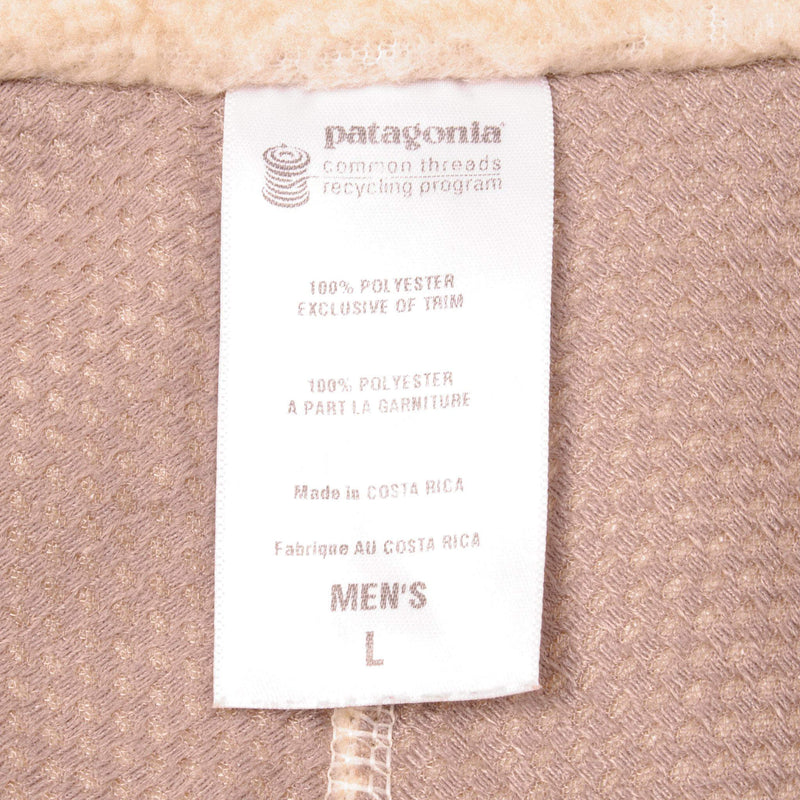 patagonia®
common threads
recycling program
100% POLYESTER
EXCLUSIVE OF TRIM
100% POLYESTER
A PART LA GARNITURE
Made in COSTA RICA
Fabrique AU COSTA RICA
MEN'S
L